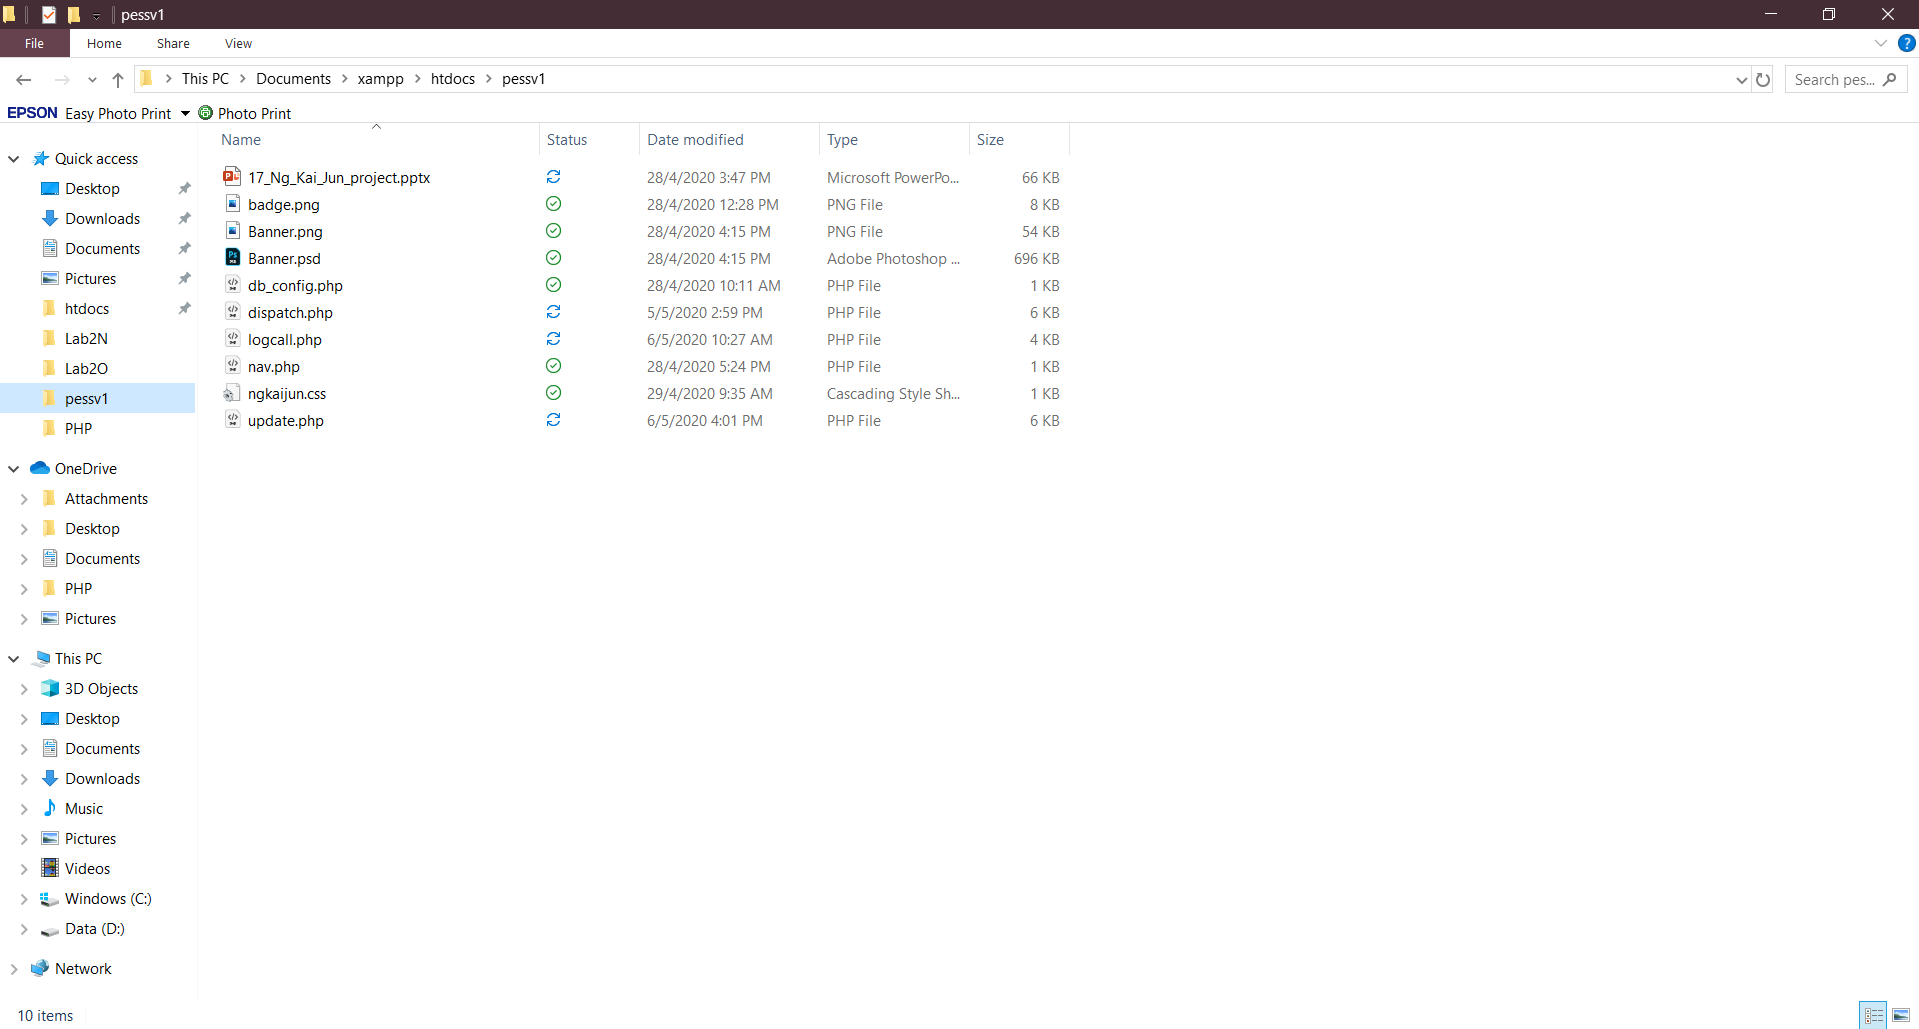 pessv1
File Home Share View
This PC Documents xampp htdocs pessv1 Search pes...
EPSON Easy Photo Print Photo Print
Name Status Date modified Type Size
17_Ng_Kai_Jun_project.pptx 28/4/2020 3:47 PM Microsoft PowerPo... 66 KB
badge.png 28/4/2020 12:28 PM PNG File 8 KB
Banner.png 28/4/2020 4:15 PM PNG File 54 KB
Banner.psd 28/4/2020 4:15 PM Adobe Photoshop ... 696 KB
db_config.php 28/4/2020 10:11 AM PHP File 1 KB
dispatch.php 5/5/2020 2:59 PM PHP File 6 KB
logcall.php 6/5/2020 10:27 AM PHP File 4 KB
nav.php 28/4/2020 5:24 PM PHP File 1 KB
ngkaijun.css 29/4/2020 9:35 AM Cascading Style Sh... 1 KB
update.php 6/5/2020 4:01 PM PHP File 6 KB
Quick access
Desktop
Downloads
Documents
Pictures
htdocs
Lab2N
Lab2O
pessv1
PHP
OneDrive
Attachments
Desktop
Documents
PHP
Pictures
This PC
3D Objects
Desktop
Documents
Downloads
Music
Pictures
Videos
Windows (C:)
Data (D:)
Network
10 items